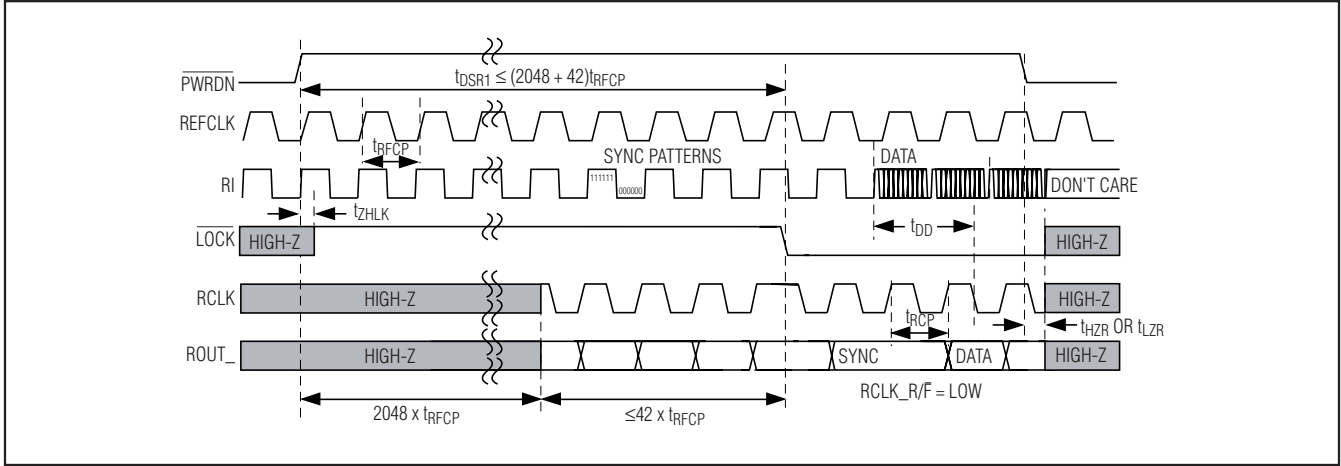 PWRDN
tDSR1 ≤ (2048 + 42)tRFCP
REFCLK
tRFCP
SYNC PATTERNS
DATA
RI
111111
000000
DON'T CARE
tZHLK
LOCK
HIGH-Z
tDD
HIGH-Z
RCLK
HIGH-Z
tRCP
HIGH-Z
tHZR OR tLZR
ROUT_
HIGH-Z
SYNC
DATA
HIGH-Z
RCLK_R/F̅ = LOW
2048 x tRFCP
≤42 x tRFCP